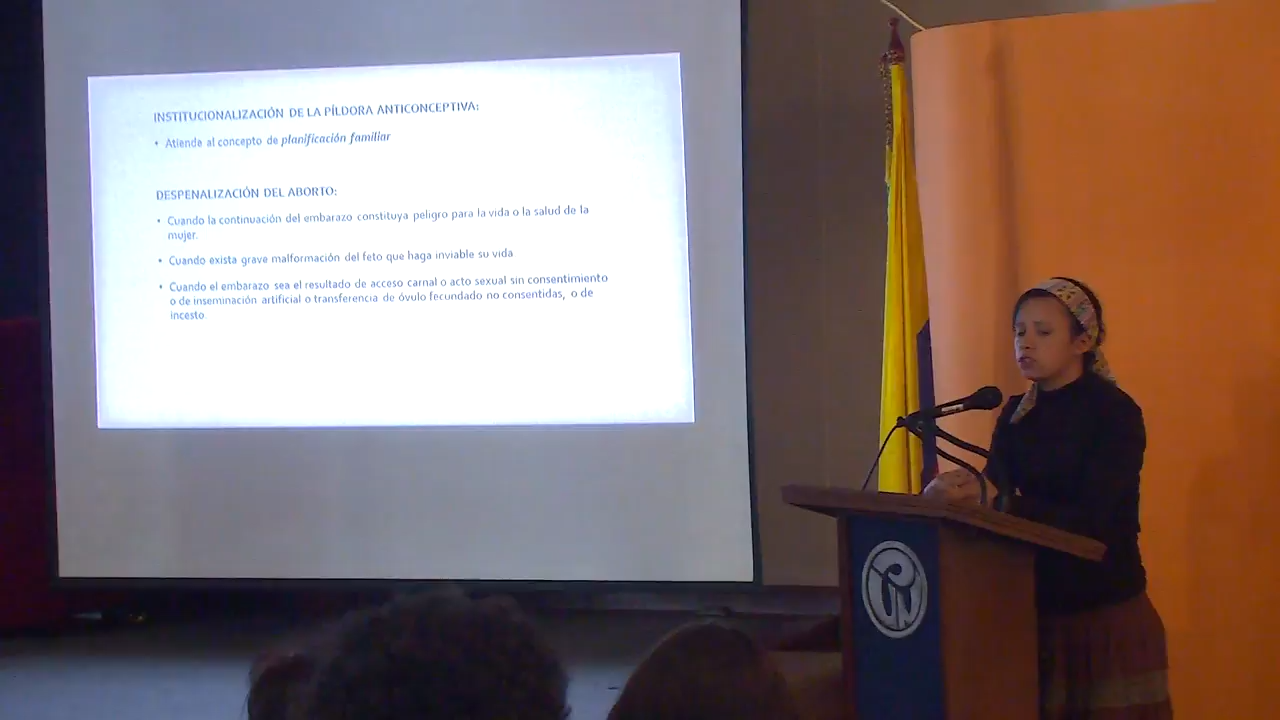 INSTITUCIONALIZACIÓN DE LA PÍLDORA ANTICONCEPTIVA:
• Atiende al concepto de planificación familiar
DESPENALIZACIÓN DEL ABORTO:
• Cuando la continuación del embarazo constituya peligro para la vida o la salud de la
mujer.
• Cuando exista grave malformación del feto que haga inviable su vida
• Cuando el embarazo sea el resultado de acceso carnal o acto sexual sin consentimiento
o de inseminación artificial o transferencia de óvulo fecundado no consentidas, o de
incesto.